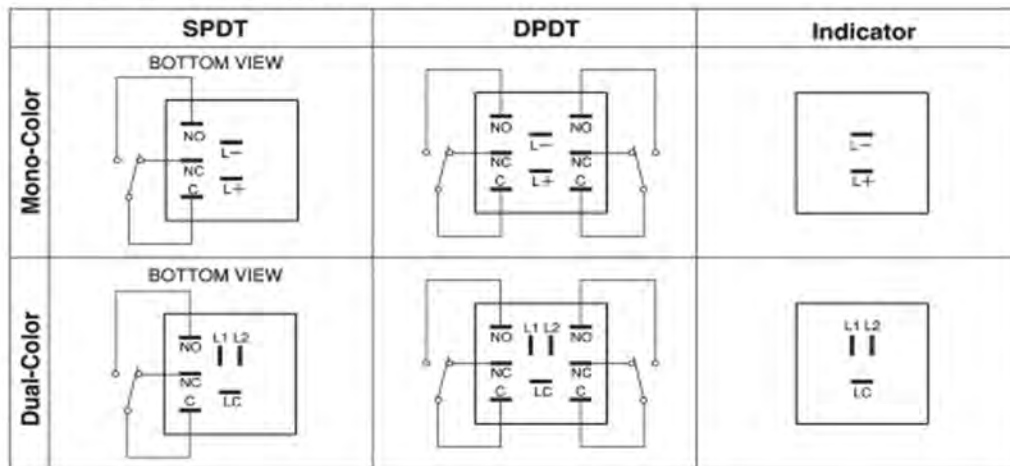 SPDT DPDT Indicator
Mono-Color
BOTTOM VIEW
NO
L-
NC
L+
C
NO NO
L-
NC NC
C L+ C
L-
L+
Dual-Color
BOTTOM VIEW
L1 L2
NO
NC
C
LC
NO L1 L2 NO
NC NC
C LC C
L1 L2
LC